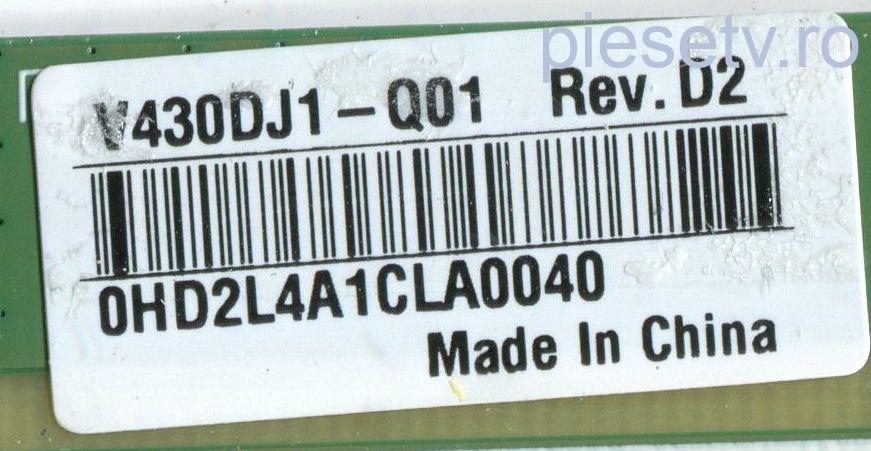 piesetv.ro
V430DJ1-Q01 Rev. D2
0HD2L4A1CLA0040
Made In China